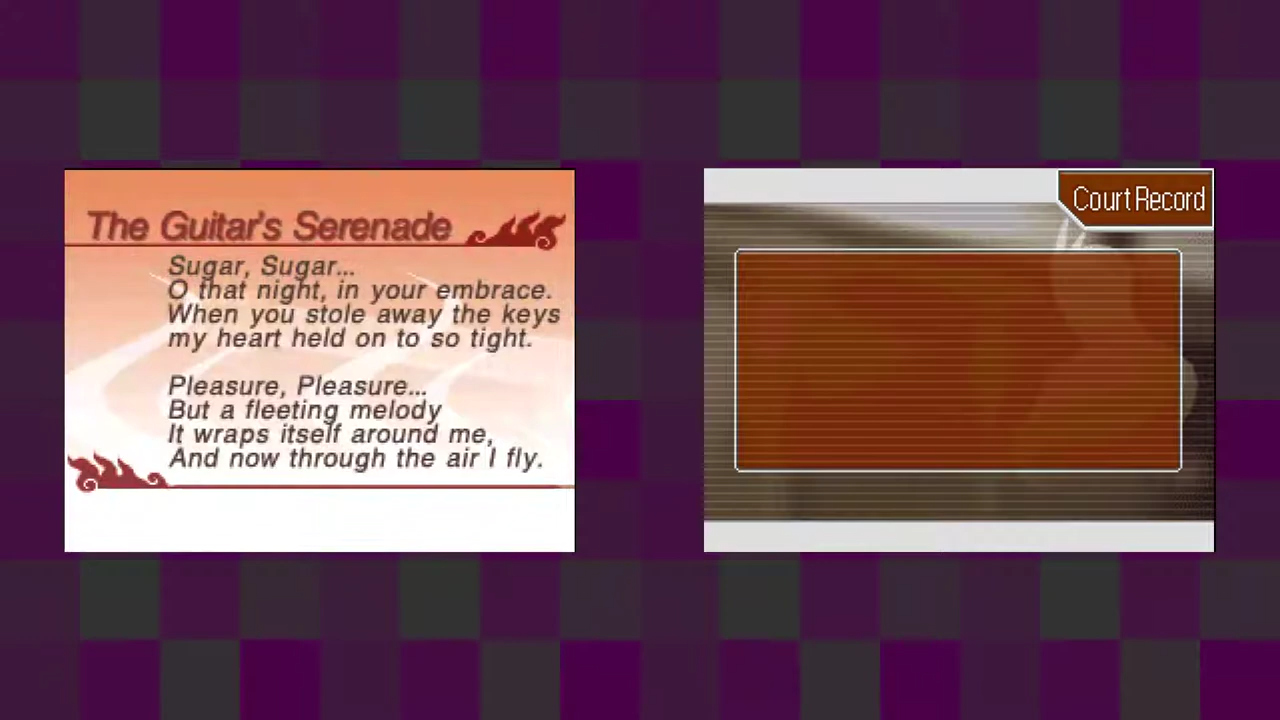 The Guitar's Serenade
Sugar, Sugar...
O that night, in your embrace.
When you stole away the keys
my heart held on to so tight.
Pleasure, Pleasure...
But a fleeting melody
It wraps itself around me,
And now through the air I fly.
Court Record